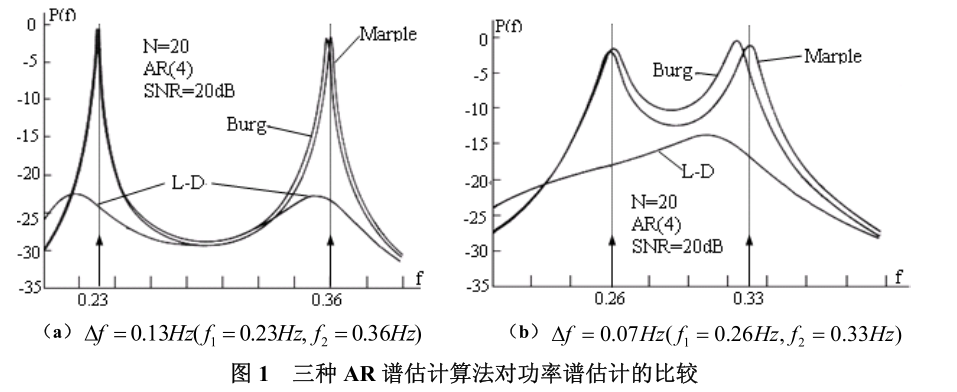 P(f)
0
-5
-10
-15
-20
-25
-30
-35
N=20
AR(4)
SNR=20dB
Marple
Burg
L-D
0.23
0.36
f
(a) Δf = 0.13Hz(f₁ = 0.23Hz, f₂ = 0.36Hz)
P(f)
0
-5
-10
-15
-20
-25
-30
-35
Burg
Marple
L-D
N=20
AR(4)
SNR=20dB
0.26
0.33
f
(b) Δf = 0.07Hz(f₁ = 0.26Hz, f₂ = 0.33Hz)
图 1 三种 AR 谱估计算法对功率谱估计的比较